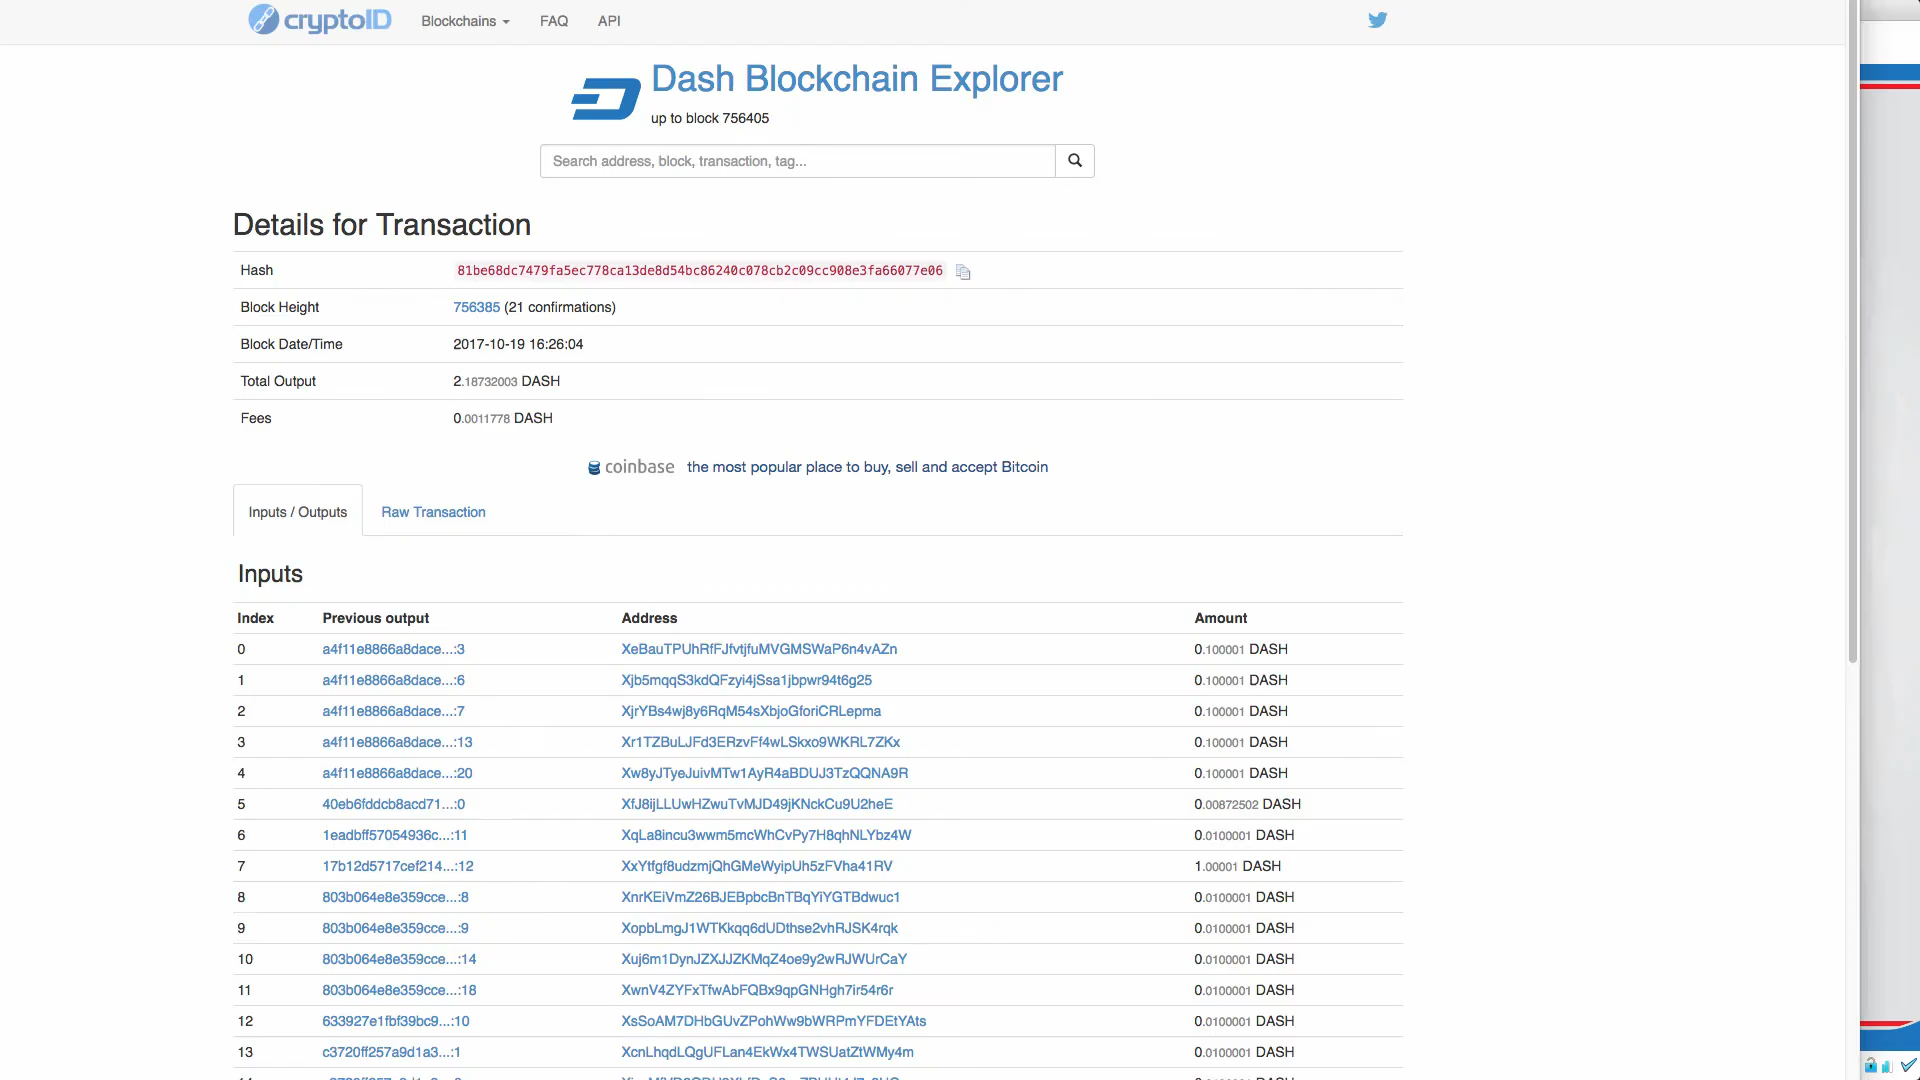 cryptoID Blockchains FAQ API
Dash Blockchain Explorer
up to block 756405
Search address, block, transaction, tag...
Details for Transaction
Hash 81be68dc7479fa5ec778ca13de8d54bc86240c078cb2c09cc908e3fa66077e06
Block Height 756385 (21 confirmations)
Block Date/Time 2017-10-19 16:26:04
Total Output 2.18732003 DASH
Fees 0.0011778 DASH
coinbase the most popular place to buy, sell and accept Bitcoin
Inputs / Outputs Raw Transaction
Inputs
Index Previous output Address Amount
0 a4f11e8866a8dace...:3 XeBauTPUhRfFJfvtjfuMVGMSWaP6n4vAZn 0.100001 DASH
1 a4f11e8866a8dace...:6 Xjb5mqqS3kdQFzyi4jSsa1jbpwr94t6g25 0.100001 DASH
2 a4f11e8866a8dace...:7 XjrYBs4wj8y6RqM54sXbjoGforiCRLepma 0.100001 DASH
3 a4f11e8866a8dace...:13 Xr1TZBuLJFd3ERzvFf4wLSkxo9WKRL7ZKx 0.100001 DASH
4 a4f11e8866a8dace...:20 Xw8yJTyeJuivMTw1AyR4aBDUJ3TzQQNA9R 0.100001 DASH
5 40eb6fddcb8acd71...:0 XfJ8ijLLUwHZwuTvMJD49jKNckCu9U2heE 0.00872502 DASH
6 1eadbff57054936c...:11 XqLa8incu3wwm5mcWhCvPy7H8qhNLYbz4W 0.0100001 DASH
7 17b12d5717cef214...:12 XxYtfgf8udzmjQhGMeWyipUh5zFVha41RV 1.00001 DASH
8 803b064e8e359cce...:8 XnrKEiVmZ26BJEBpbcBnTBqYiYGTBdwuc1 0.0100001 DASH
9 803b064e8e359cce...:9 XopbLmgJ1WTKkqq6dUDthse2vhRJSK4rqk 0.0100001 DASH
10 803b064e8e359cce...:14 Xuj6m1DynJZXJJZKMqZ4oe9y2wRJWUrCaY 0.0100001 DASH
11 803b064e8e359cce...:18 XwnV4ZYFxTfwAbFQBx9qpGNHgh7ir54r6r 0.0100001 DASH
12 633927e1fbf39bc9...:10 XsSoAM7DHbGUvZPohWw9bWRPmYFDEtYAts 0.0100001 DASH
13 c3720ff257a9d1a3...:1 XcnLhqdLQgUFLan4EkWx4TWSUatZtWMy4m 0.0100001 DASH